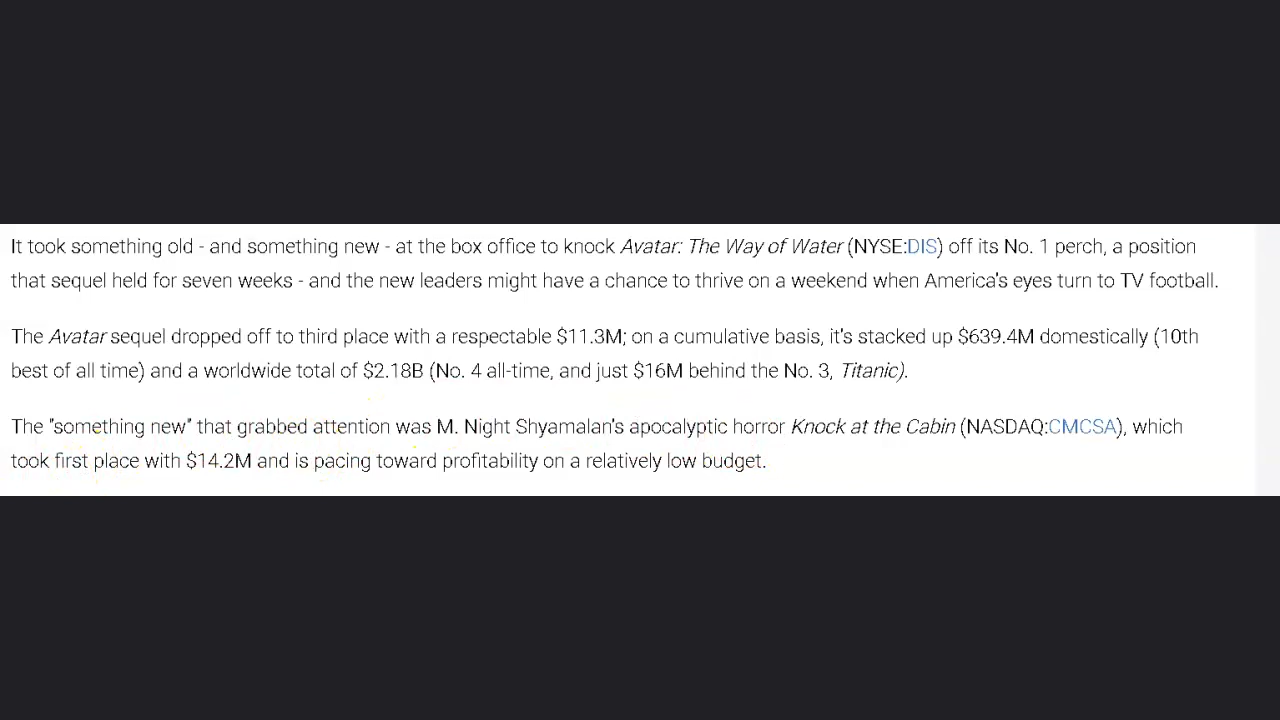 It took something old - and something new - at the box office to knock Avatar: The Way of Water (NYSE:DIS) off its No. 1 perch, a position
that sequel held for seven weeks - and the new leaders might have a chance to thrive on a weekend when America's eyes turn to TV football.
The Avatar sequel dropped off to third place with a respectable $11.3M; on a cumulative basis, it's stacked up $639.4M domestically (10th
best of all time) and a worldwide total of $2.18B (No. 4 all-time, and just $16M behind the No. 3, Titanic).
The "something new" that grabbed attention was M. Night Shyamalan's apocalyptic horror Knock at the Cabin (NASDAQ:CMCSA), which
took first place with $14.2M and is pacing toward profitability on a relatively low budget.